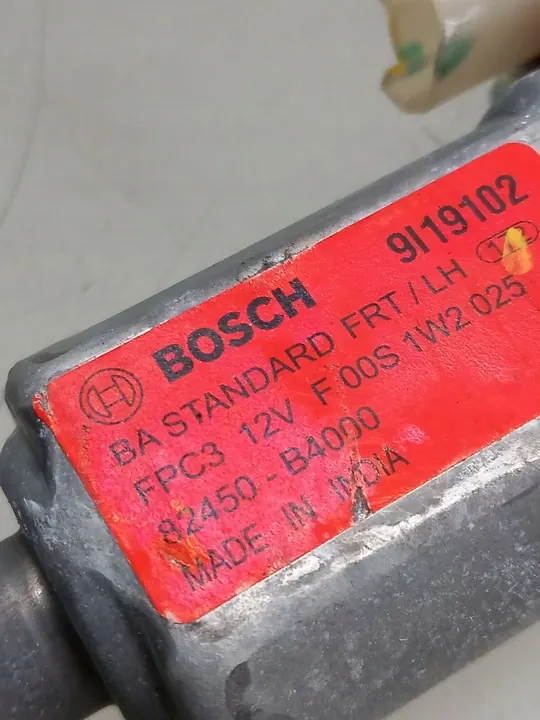 BOSCH 9I19102
BA STANDARD FRT / LH
FPC3 12V F 00S 1W2 025
82450 - B4000
MADE IN INDIA